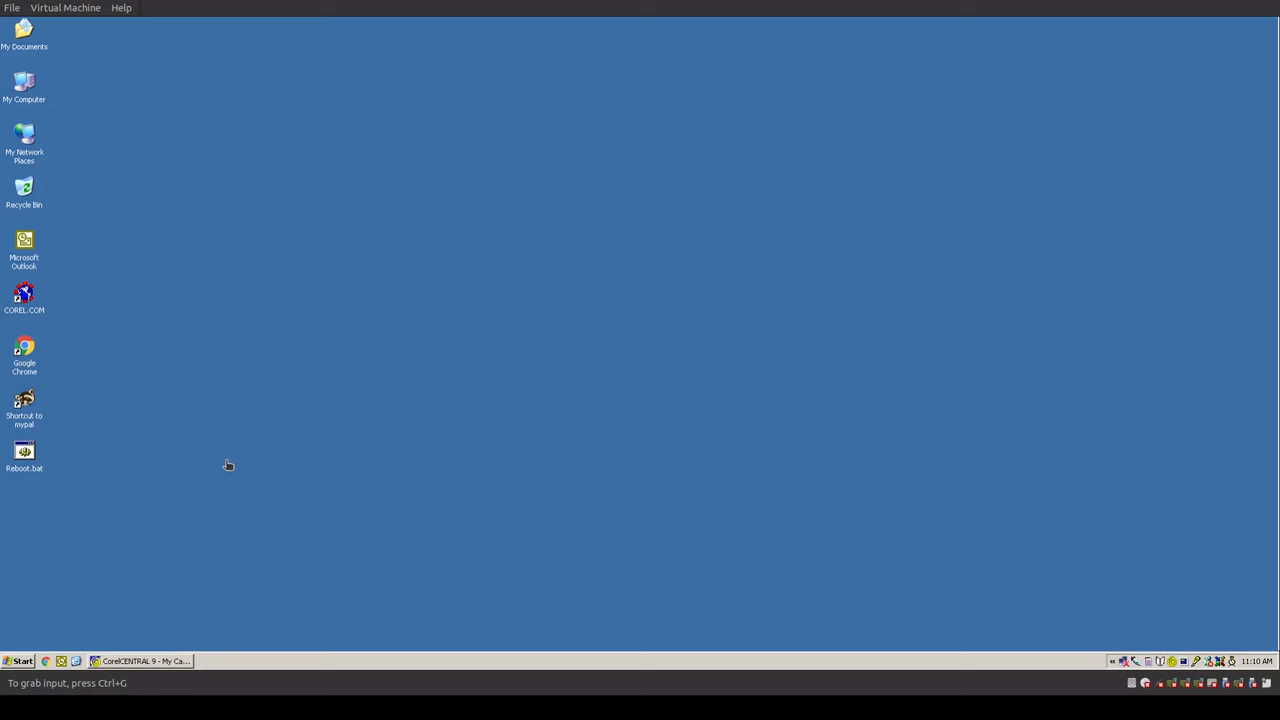 File Virtual Machine Help
My Documents
My Computer
My Network
Places
Recycle Bin
Microsoft
Outlook
COREL.COM
Google
Chrome
Shortcut to
mypal
Reboot.bat
Start CorelCENTRAL 9 - My Ca... « 11:10 AM
To grab input, press Ctrl+G